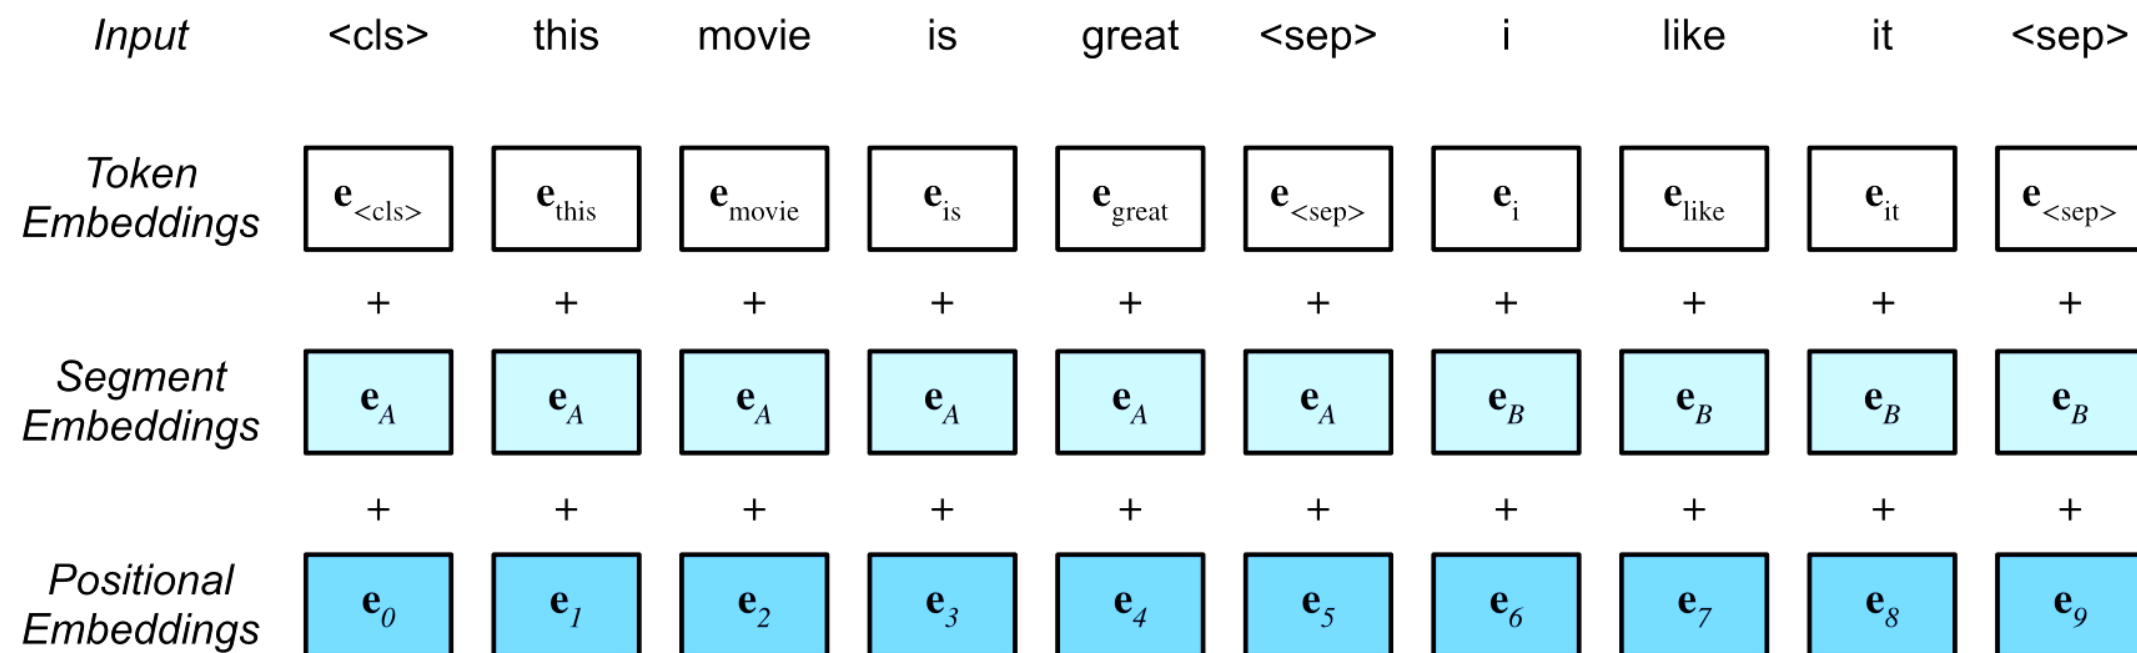 Input <cls> this movie is great <sep> i like it <sep>
Token Embeddings e<cls> ethis emovie eis egreat e<sep> ei elike eit e<sep>
+ + + + + + + + + +
Segment Embeddings eA eA eA eA eA eA eB eB eB eB
+ + + + + + + + + +
Positional Embeddings e0 e1 e2 e3 e4 e5 e6 e7 e8 e9